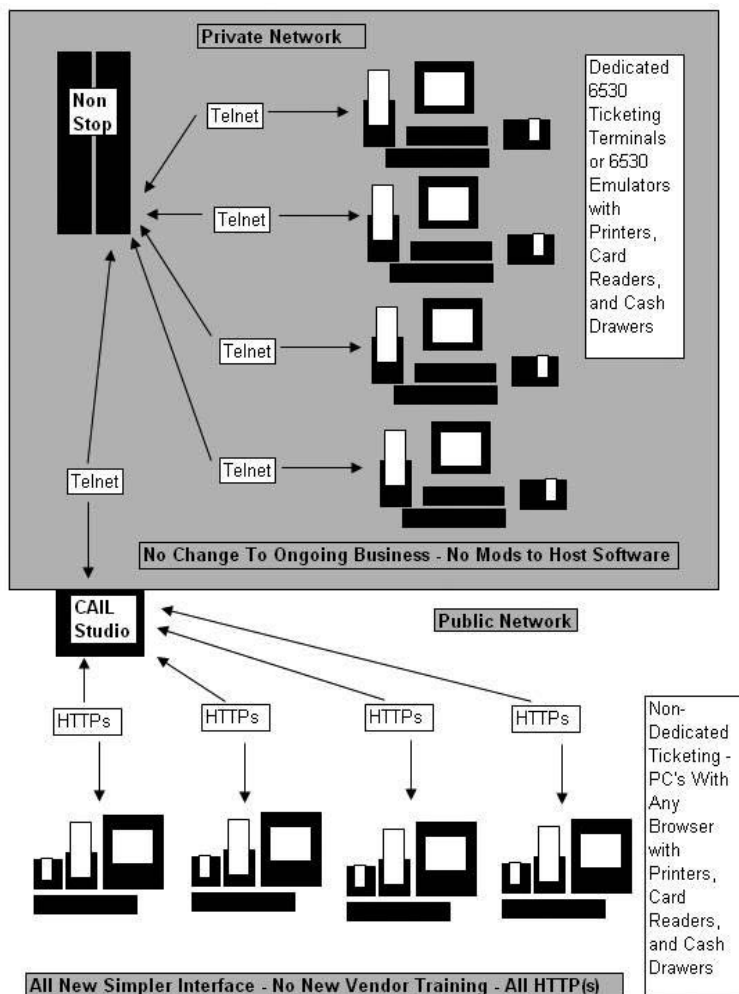 Private Network
Non
Stop
Telnet
Dedicated
6530
Ticketing
Terminals
or 6530
Emulators
with
Printers,
Card
Readers,
and Cash
Drawers
Telnet
Telnet
Telnet
Telnet
No Change To Ongoing Business - No Mods to Host Software
CAIL
Studio
Public Network
HTTPs
HTTPs
HTTPs
HTTPs
Non-
Dedicated
Ticketing -
PC's With
Any
Browser
with
Printers,
Card
Readers,
and Cash
Drawers
All New Simpler Interface - No New Vendor Training - All HTTP(s)